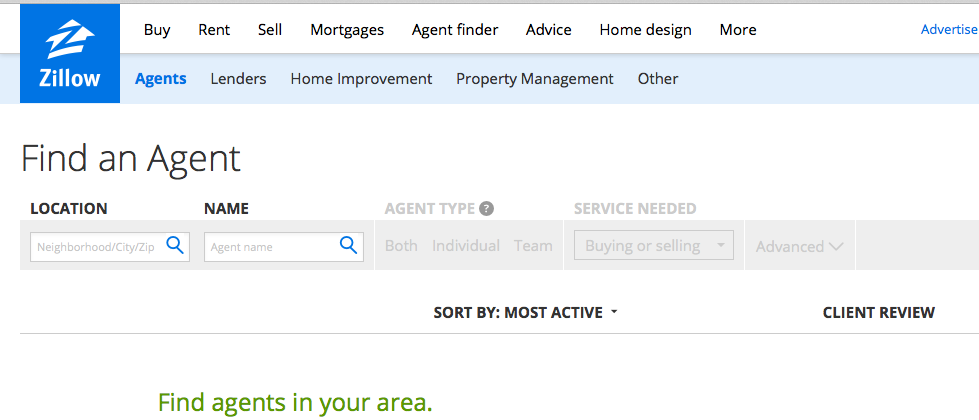 Buy Rent Sell Mortgages Agent finder Advice Home design More Advertise
Zillow Agents Lenders Home Improvement Property Management Other
Find an Agent
LOCATION NAME AGENT TYPE ? SERVICE NEEDED
Neighborhood/City/Zip Agent name Both Individual Team Buying or selling Advanced
SORT BY: MOST ACTIVE CLIENT REVIEW
Find agents in your area.